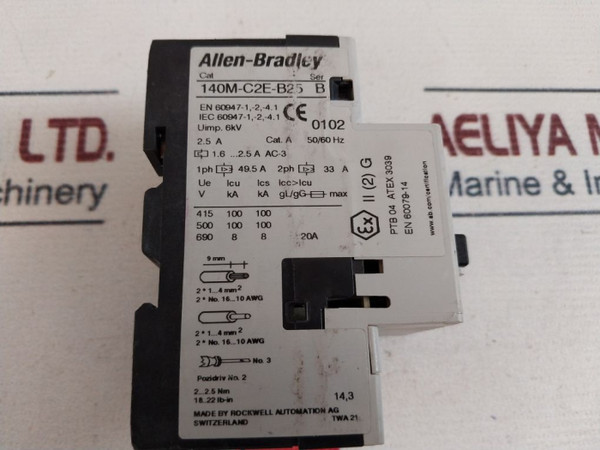 Allen-Bradley
Cat Ser
140M-C2E-B25 B
EN 60947-1,-2,-4.1
IEC 60947-1,-2,-4.1
CE 0102
Uimp. 6kV
2.5 A Cat. A 50/60 Hz
1.6 ...2.5 A AC-3
1ph 49.5 A 2ph 33 A
Ue Icu Ics Icc>Icu
V kA kA gL/gG max
415 100 100
500 100 100
690 8 8 20A
9 mm
2 * 1...4 mm2
2 * No. 16...10 AWG
2 * 1...4 mm2
2 * No. 16...10 AWG
No. 3
Pozidriv No. 2
2...2.5 Nm
18...22 lb-in
14,3
MADE BY ROCKWELL AUTOMATION AG
SWITZERLAND TWA 21
Ex II (2) G
PTB 04 ATEX 3039
EN 60079-14
www.ab.com/certification
LTD.
achinery
AELIYA M
Marine & Ind